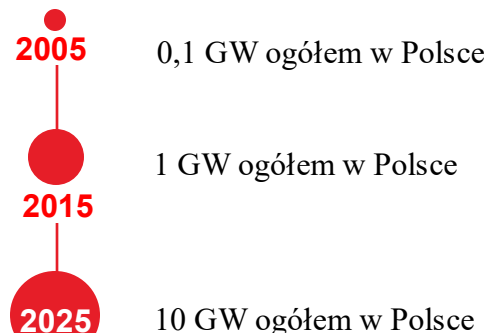 2005
0,1 GW ogółem w Polsce
1 GW ogółem w Polsce
2015
2025
10 GW ogółem w Polsce